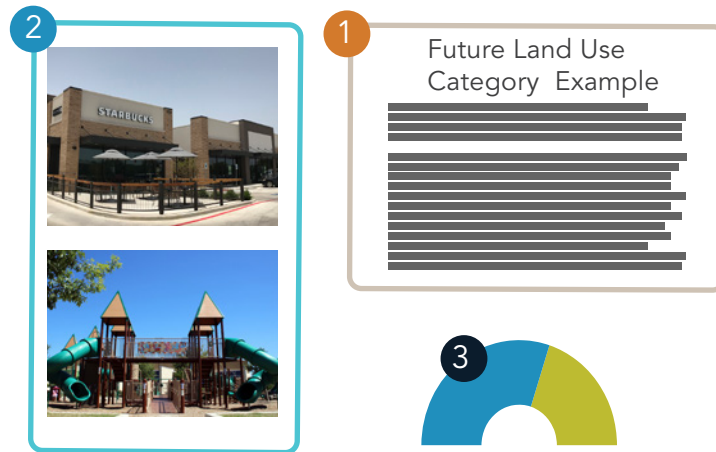 2
STARBUCKS
1
Future Land Use
Category Example
3